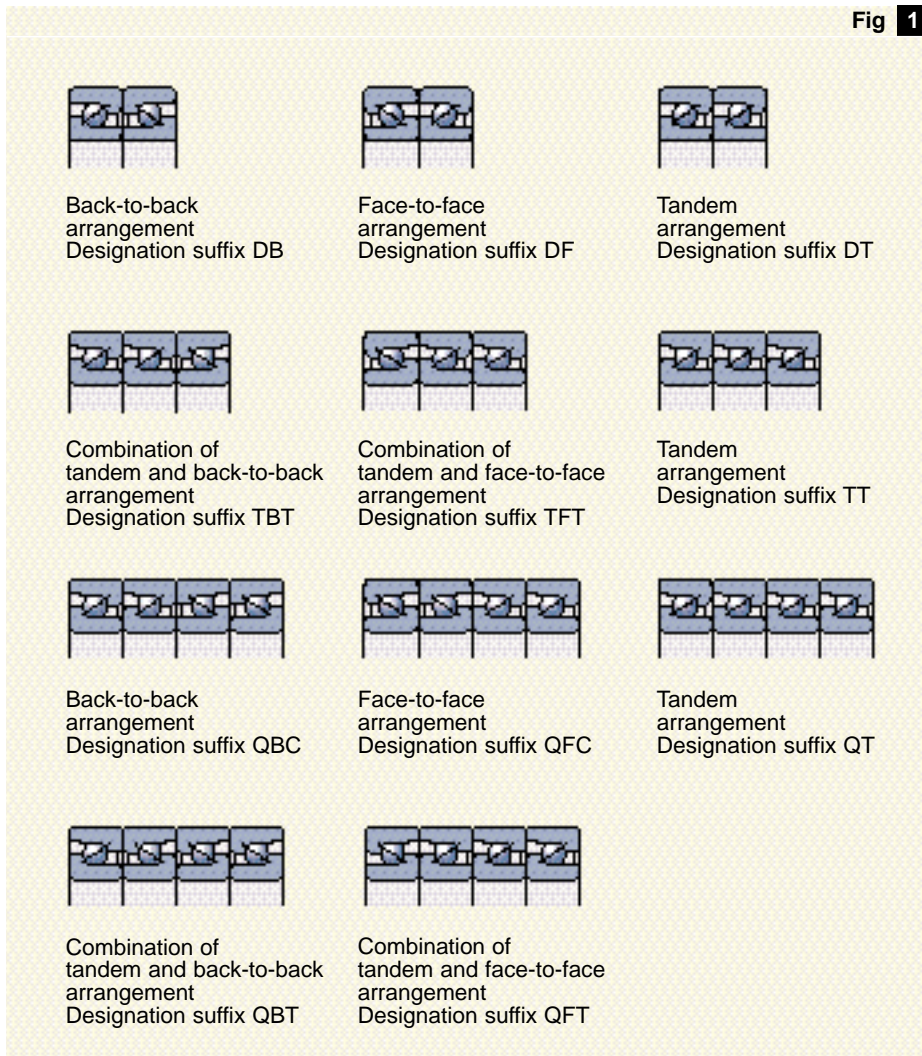 Fig 1
Back-to-back
arrangement
Designation suffix DB
Face-to-face
arrangement
Designation suffix DF
Tandem
arrangement
Designation suffix DT
Combination of
tandem and back-to-back
arrangement
Designation suffix TBT
Combination of
tandem and face-to-face
arrangement
Designation suffix TFT
Tandem
arrangement
Designation suffix TT
Back-to-back
arrangement
Designation suffix QBC
Face-to-face
arrangement
Designation suffix QFC
Tandem
arrangement
Designation suffix QT
Combination of
tandem and back-to-back
arrangement
Designation suffix QBT
Combination of
tandem and face-to-face
arrangement
Designation suffix QFT